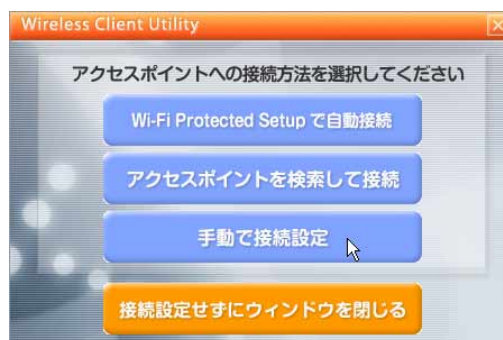 Wireless Client Utility
アクセスポイントへの接続方法を選択してください
Wi-Fi Protected Setup で自動接続
アクセスポイントを検索して接続
手動で接続設定
接続設定せずにウィンドウを閉じる